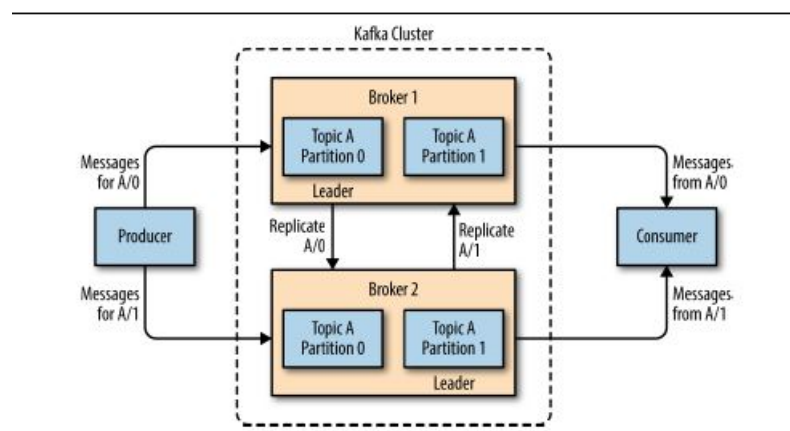 Kafka Cluster
Broker 1
Topic A
Partition 0
Topic A
Partition 1
Leader
Messages
for A/0
Messages
from A/0
Producer
Replicate
A/0
Replicate
A/1
Consumer
Messages
for A/1
Messages
from A/1
Broker 2
Topic A
Partition 0
Topic A
Partition 1
Leader